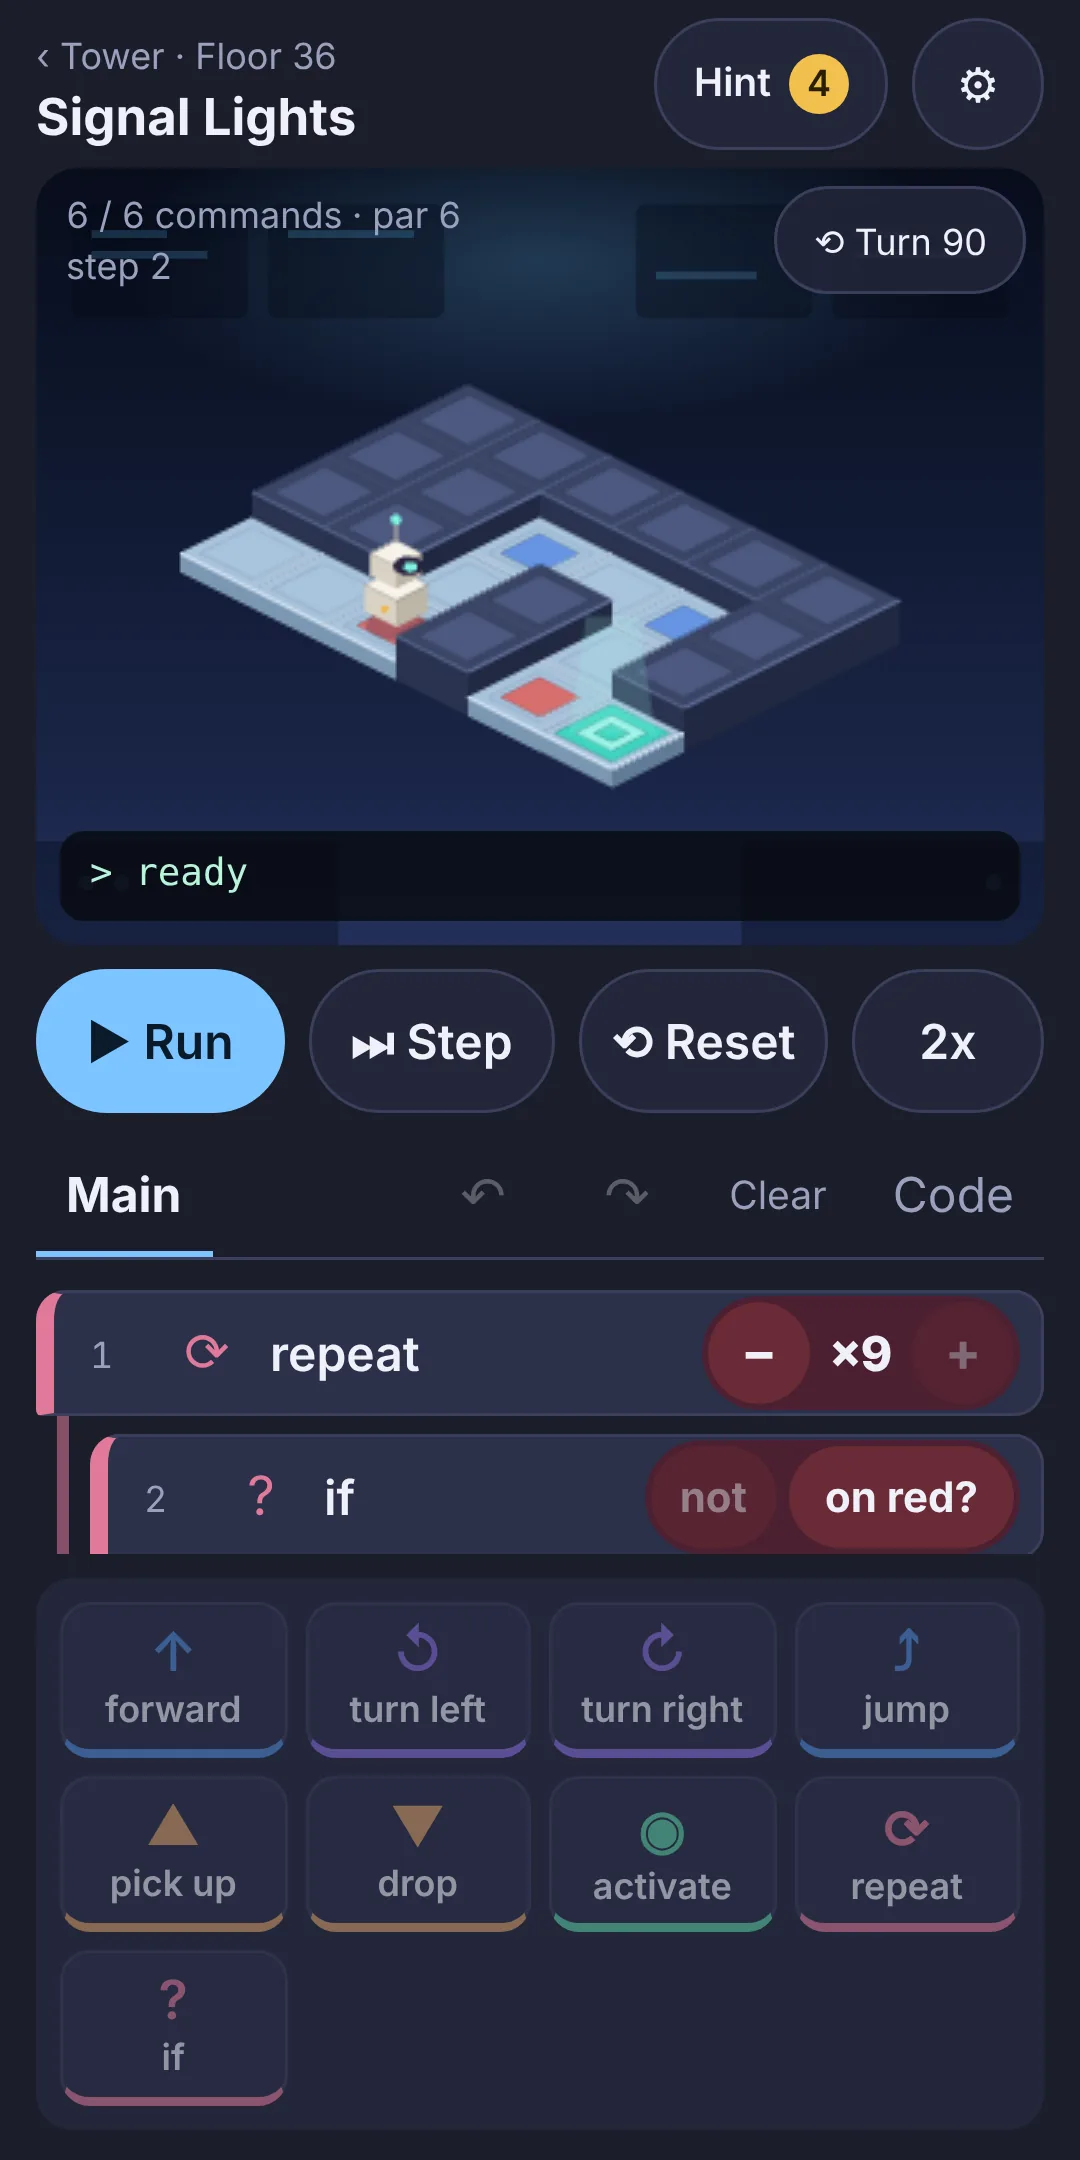 ‹ Tower · Floor 36
Signal Lights
Hint 4
6 / 6 commands · par 6
step 2
⟲ Turn 90
> ready
▶ Run
⏭ Step
⟲ Reset
2x
Main
↶
↷
Clear
Code
1 ⟳ repeat − ×9 +
2 ? if not on red?
↑ forward
turn left
turn right
jump
▲ pick up
▼ drop
◉ activate
⟳ repeat
? if